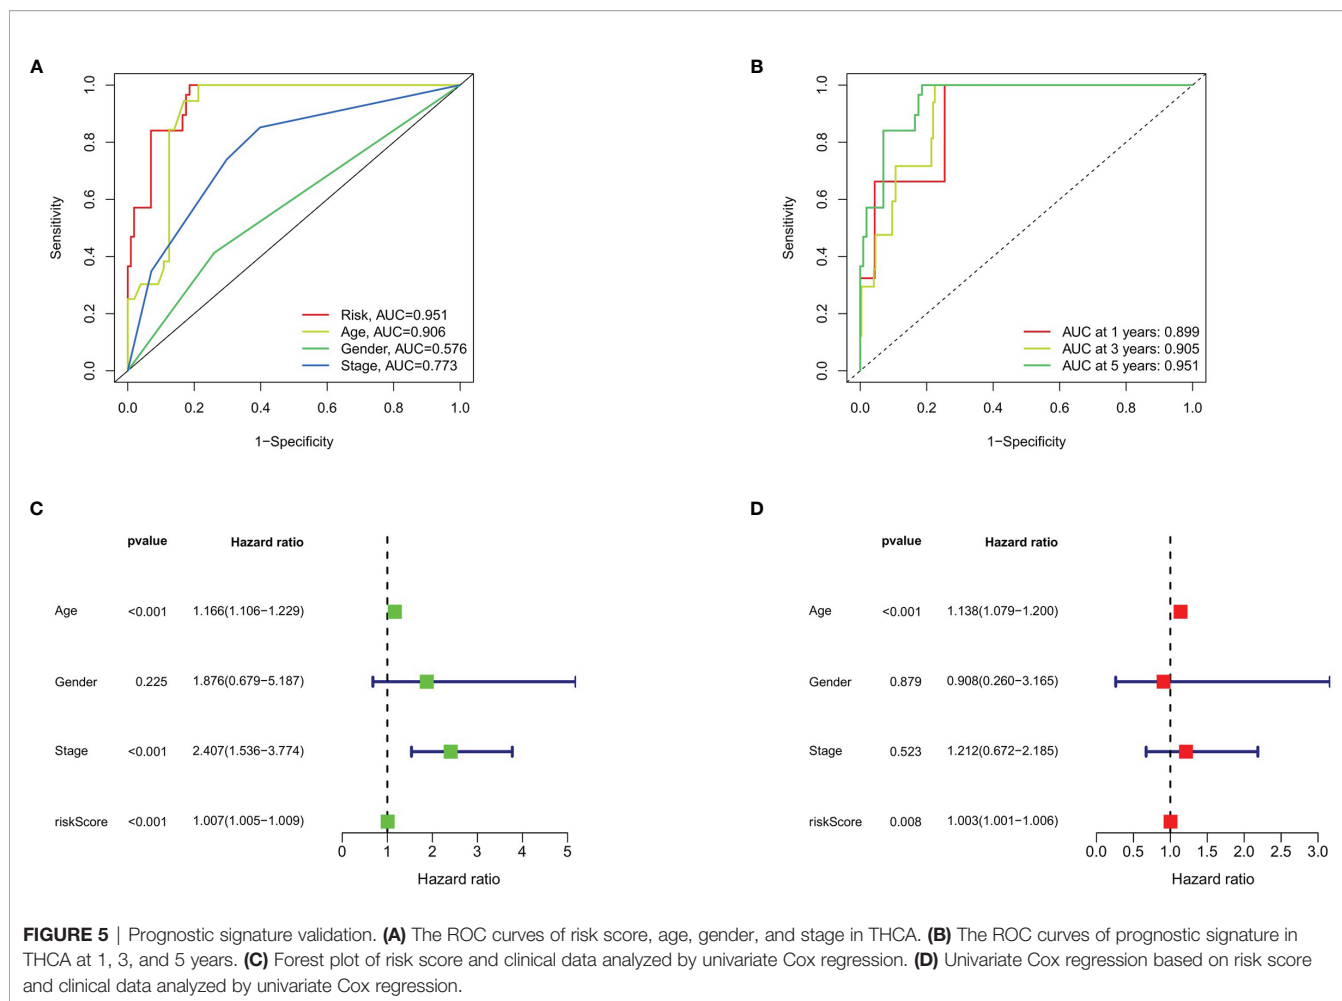 A
1.0
0.8
0.6
0.4
0.2
0.0
Sensitivity
Risk, AUC=0.951
Age, AUC=0.906
Gender, AUC=0.576
Stage, AUC=0.773
0.0 0.2 0.4 0.6 0.8 1.0
1−Specificity
B
1.0
0.8
0.6
0.4
0.2
0.0
Sensitivity
AUC at 1 years: 0.899
AUC at 3 years: 0.905
AUC at 5 years: 0.951
0.0 0.2 0.4 0.6 0.8 1.0
1−Specificity
C
pvalue Hazard ratio
Age <0.001 1.166(1.106−1.229)
Gender 0.225 1.876(0.679−5.187)
Stage <0.001 2.407(1.536−3.774)
riskScore <0.001 1.007(1.005−1.009)
0 1 2 3 4 5
Hazard ratio
D
pvalue Hazard ratio
Age <0.001 1.138(1.079−1.200)
Gender 0.879 0.908(0.260−3.165)
Stage 0.523 1.212(0.672−2.185)
riskScore 0.008 1.003(1.001−1.006)
0.0 0.5 1.0 1.5 2.0 2.5 3.0
Hazard ratio
FIGURE 5 | Prognostic signature validation. (A) The ROC curves of risk score, age, gender, and stage in THCA. (B) The ROC curves of prognostic signature in
THCA at 1, 3, and 5 years. (C) Forest plot of risk score and clinical data analyzed by univariate Cox regression. (D) Univariate Cox regression based on risk score
and clinical data analyzed by univariate Cox regression.